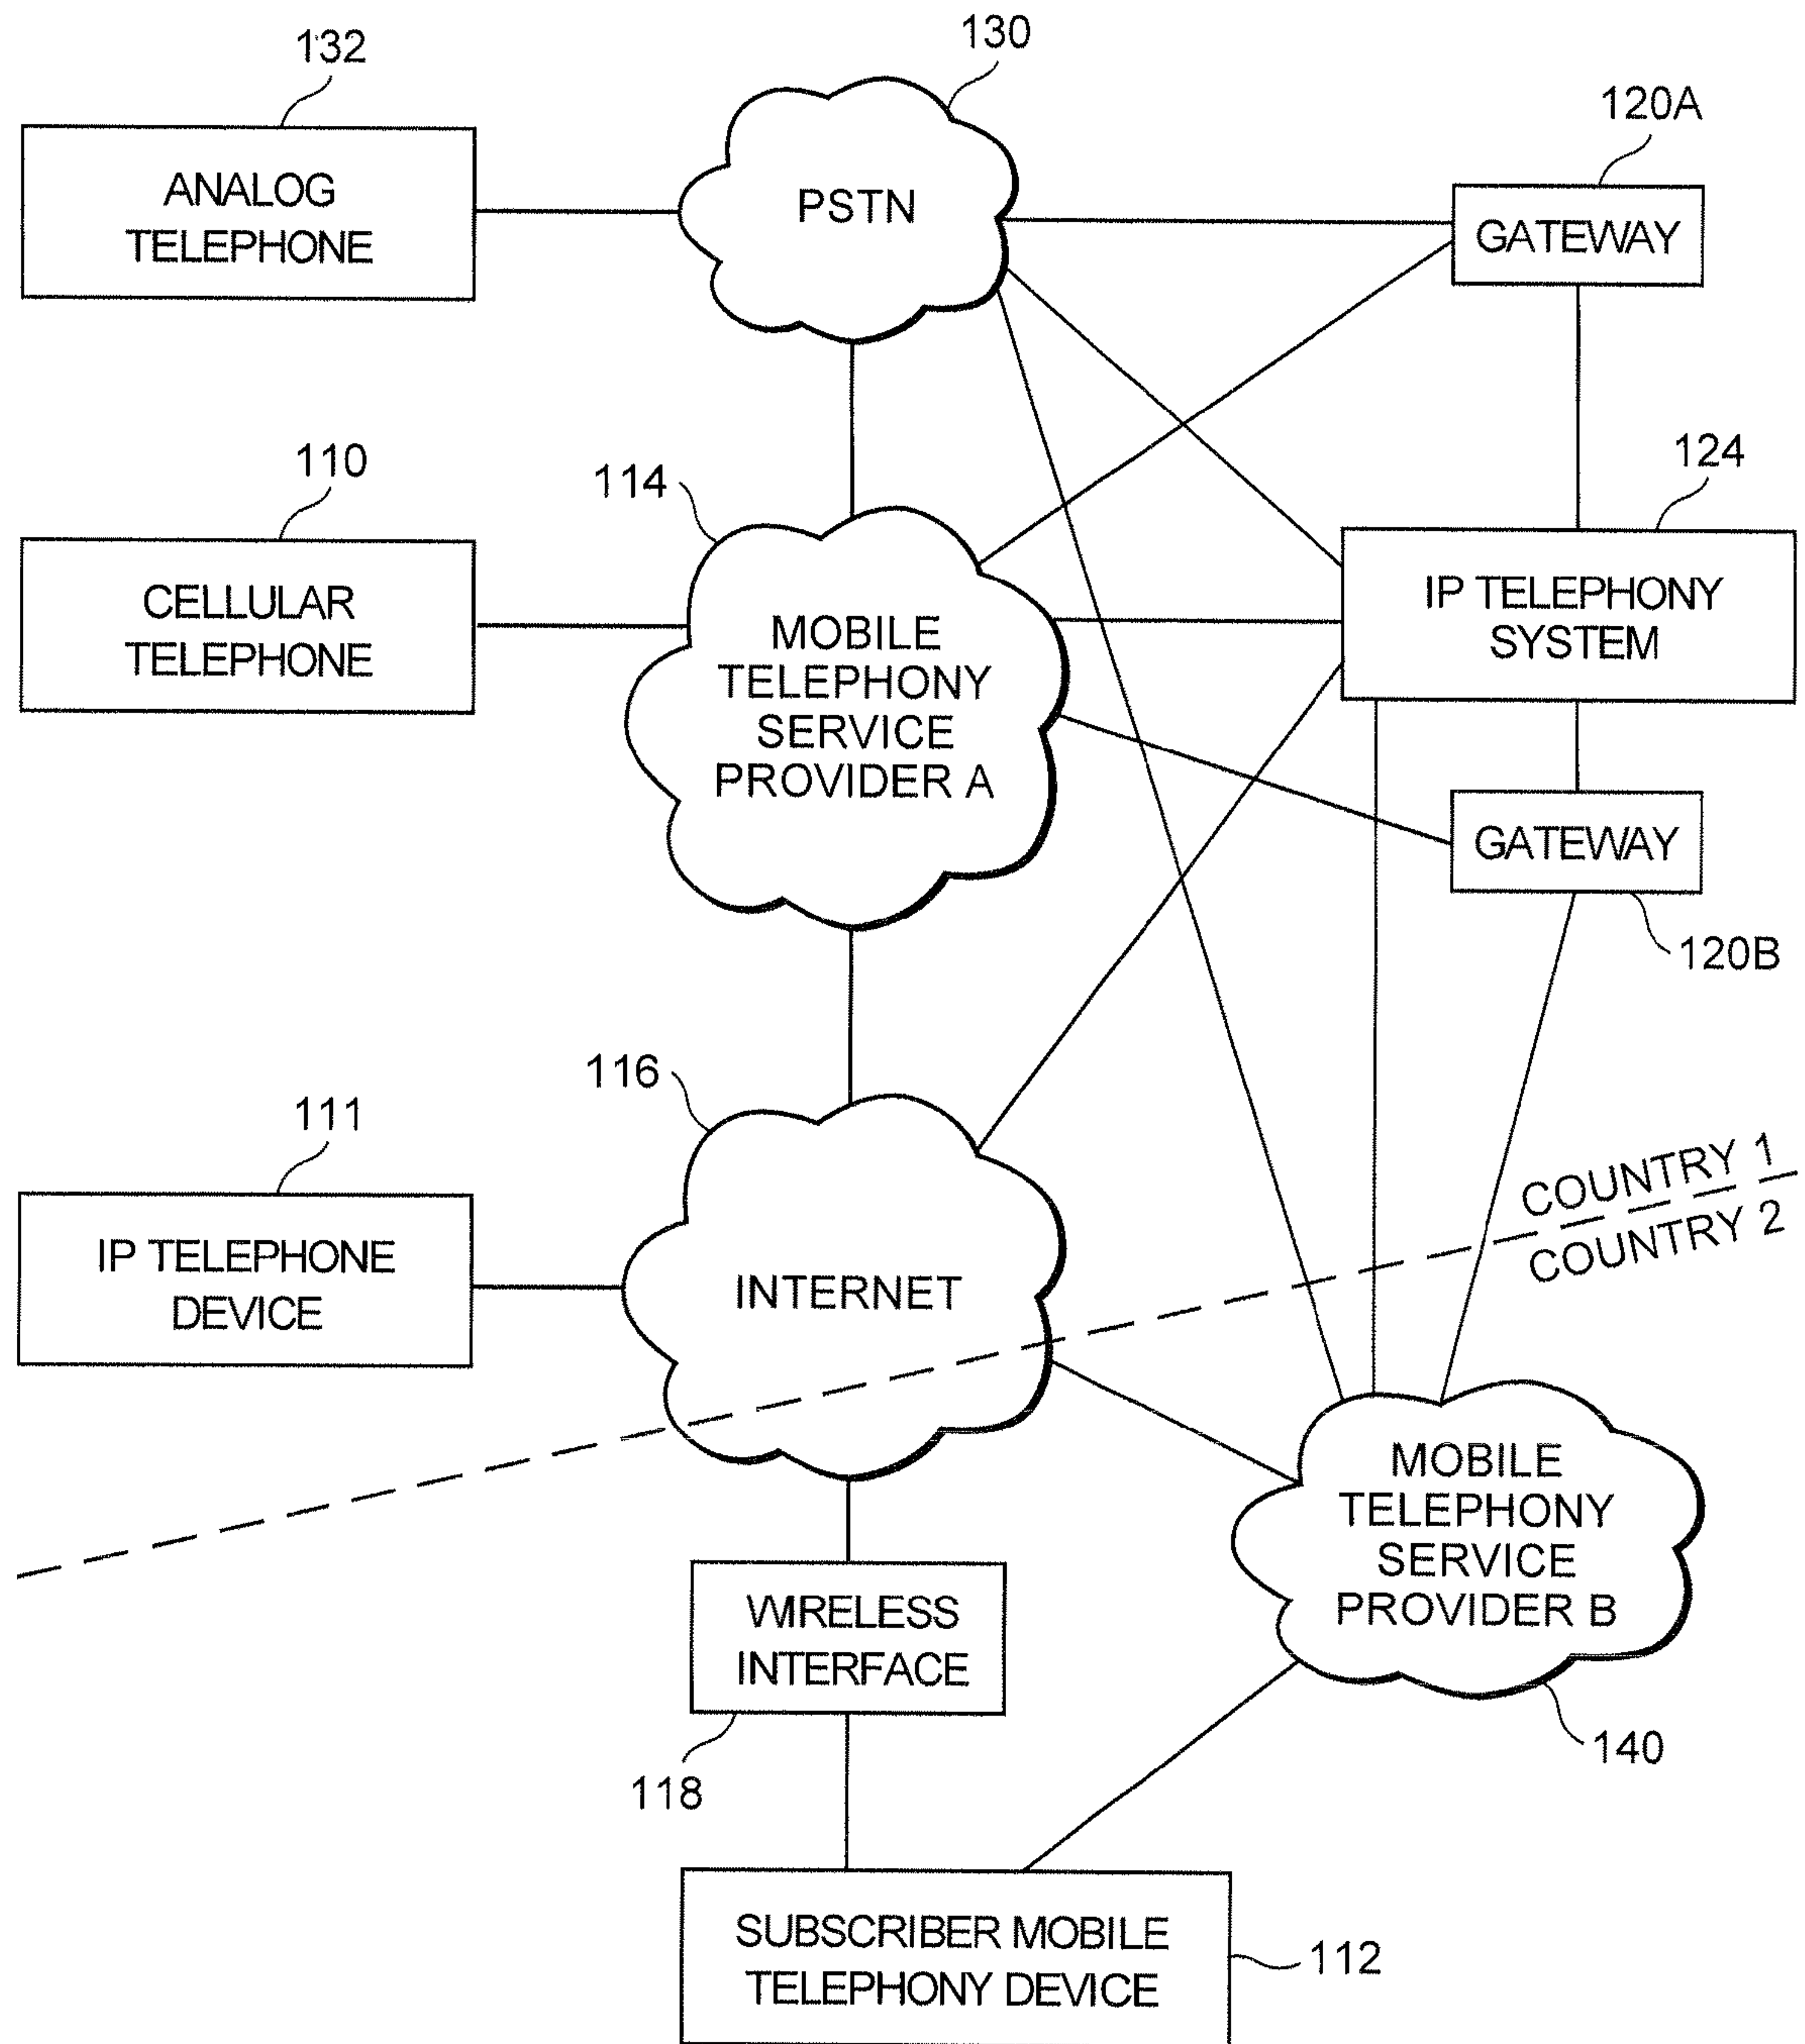 132
130
120A
ANALOG
TELEPHONE
PSTN
GATEWAY
110
114
124
CELLULAR
TELEPHONE
MOBILE
TELEPHONY
SERVICE
PROVIDER A
IP TELEPHONY
SYSTEM
GATEWAY
120B
111
116
IP TELEPHONE
DEVICE
INTERNET
COUNTRY 1
COUNTRY 2
WIRELESS
INTERFACE
118
MOBILE
TELEPHONY
SERVICE
PROVIDER B
140
SUBSCRIBER MOBILE
TELEPHONY DEVICE
112